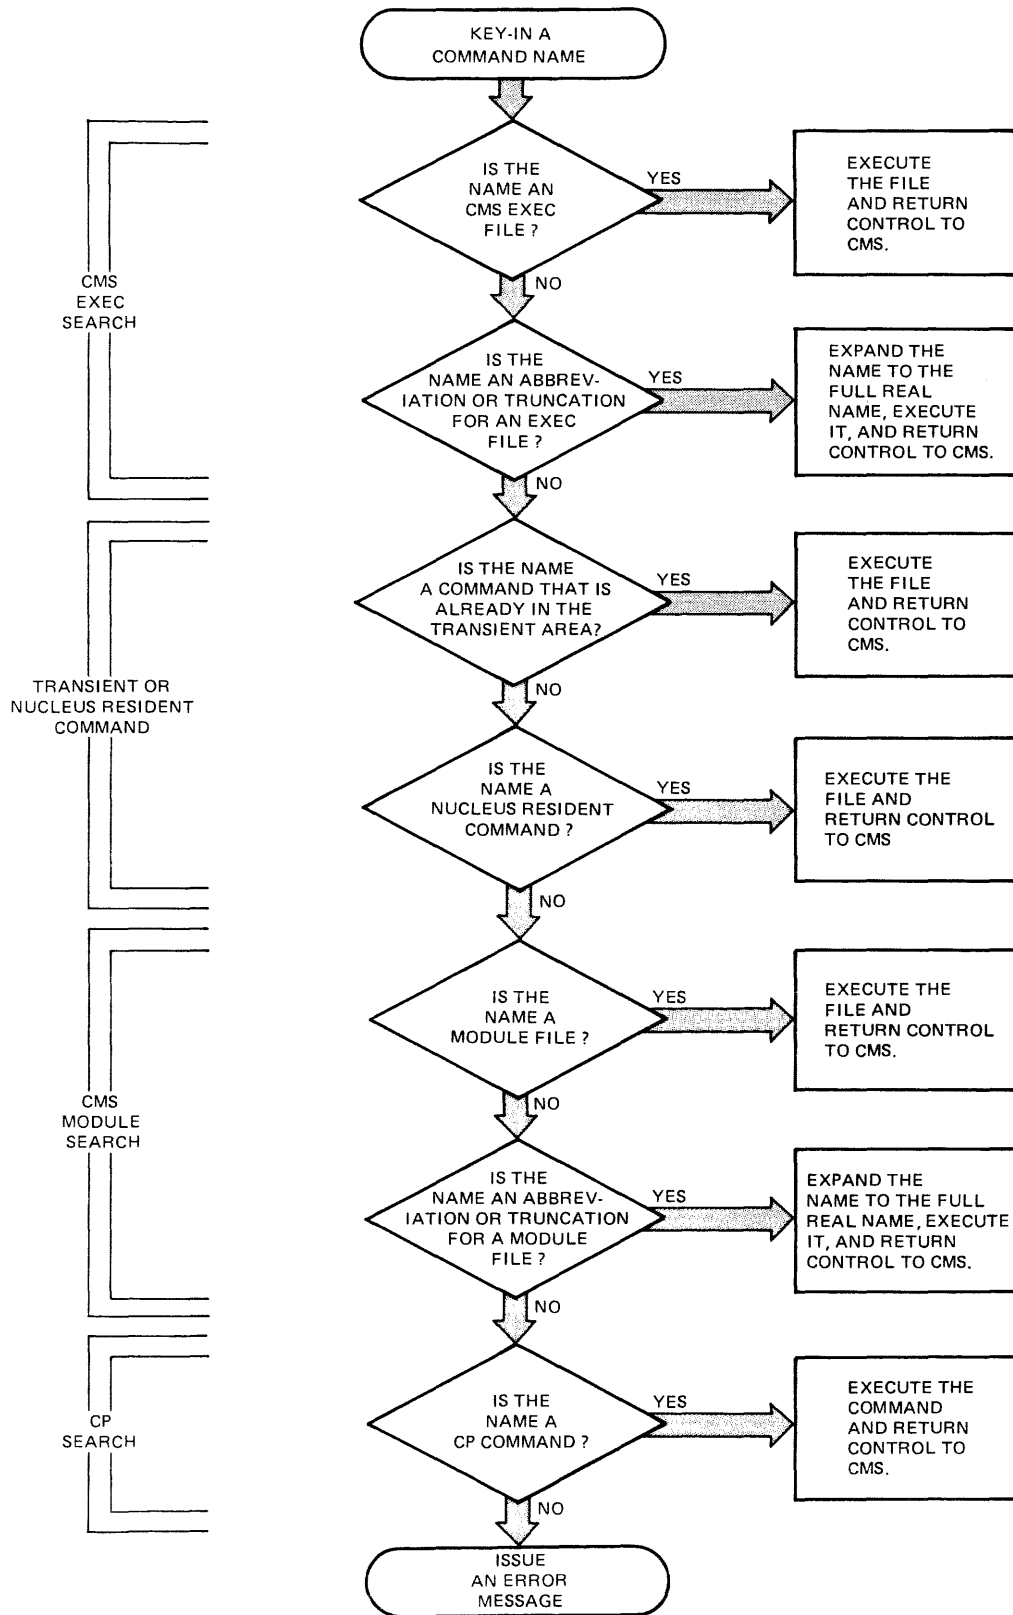 KEY-IN A
COMMAND NAME
IS THE
NAME AN
CMS EXEC
FILE ?
YES
EXECUTE
THE FILE
AND RETURN
CONTROL TO
CMS.
NO
CMS
EXEC
SEARCH
IS THE
NAME AN ABBREV-
IATION OR TRUNCATION
FOR AN EXEC
FILE ?
YES
EXPAND THE
NAME TO THE
FULL REAL
NAME, EXECUTE
IT, AND RETURN
CONTROL TO CMS.
NO
IS THE NAME
A COMMAND THAT IS
ALREADY IN THE
TRANSIENT AREA?
YES
EXECUTE
THE FILE
AND RETURN
CONTROL TO
CMS.
NO
TRANSIENT OR
NUCLEUS RESIDENT
COMMAND
IS THE
NAME A
NUCLEUS RESIDENT
COMMAND ?
YES
EXECUTE THE
FILE AND
RETURN CONTROL
TO CMS
NO
IS THE
NAME A
MODULE FILE ?
YES
EXECUTE THE
FILE AND
RETURN CONTROL
TO CMS.
NO
CMS
MODULE
SEARCH
IS THE
NAME AN ABBREV-
IATION OR TRUNCATION
FOR A MODULE
FILE ?
YES
EXPAND THE
NAME TO THE FULL
REAL NAME, EXECUTE
IT, AND RETURN
CONTROL TO CMS.
NO
CP
SEARCH
IS THE
NAME A
CP COMMAND ?
YES
EXECUTE THE
COMMAND
AND RETURN
CONTROL TO
CMS.
NO
ISSUE
AN ERROR
MESSAGE